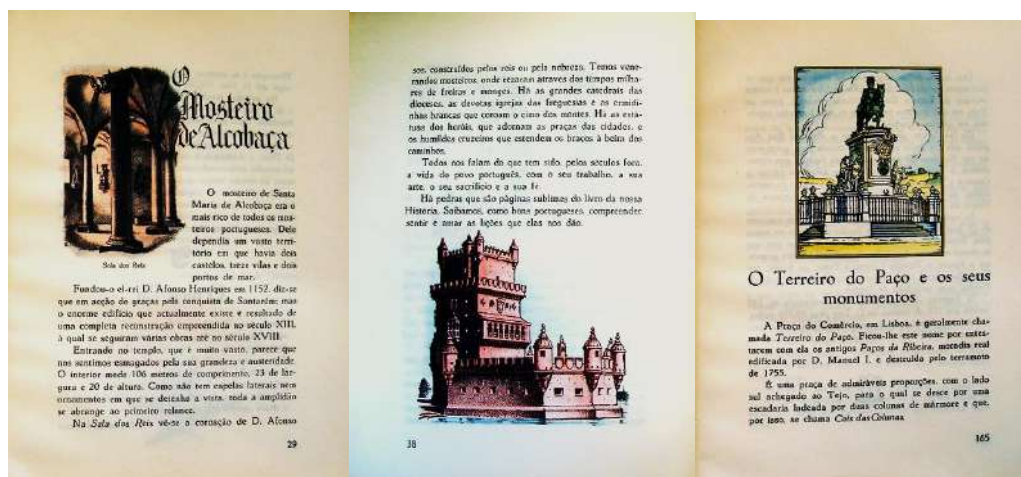 O
Mosteiro
de Alcobaça
O mosteiro de Santa
Maria de Alcobaça era o
mais rico de todos os mos-
teiros portugueses. Dele
dependia um vasto terri-
tório em que havia dois
castelos, treze vilas e dois
portos de mar.
Sala dos Reis
Fundou-o el-rei D. Afonso Henriques em 1152, diz-se
que em acção de graças pela conquista de Santarém; mas
o enorme edifício que actualmente existe é resultado de
uma completa reconstrução empreendida no século XIII,
à qual se seguiram várias obras até ao século XVIII.
Entrando no templo, que é muito vasto, parece que
nos sentimos esmagados pela sua grandeza e austeridade.
O interior mede 106 metros de comprimento, 23 de lar-
gura e 20 de altura. Como não tem capelas laterais nem
ornamentos em que se detenha a vista, toda a amplidão
se abrange ao primeiro relance.
Na Sala dos Reis vê-se a coroação de D. Afonso
29
sos, construídos pelos reis ou pela nobreza. Temos vene-
randos mosteiros, onde rezaram através dos tempos milha-
res de freiras e monges. Há as grandes catedrais das
dioceses, as devotas igrejas das freguesias e as ermidi-
nhas brancas que coroam o cimo dos montes. Há as está-
tuas dos heróis, que adornam as praças das cidades, e
os humildes cruzeiros que estendem os braços à beira dos
caminhos.
Todos nos falam do que tem sido, pelos séculos fora,
a vida do povo português, com o seu trabalho, a sua
arte, o seu sacrifício e a sua fé.
Há pedras que são páginas sublimes do livro da nossa
História. Saibamos, como bons portugueses, compreender,
sentir e amar as lições que elas nos dão.
38
O Terreiro do Paço e os seus
monumentos
A Praça do Comércio, em Lisboa, é geralmente cha-
mada Terreiro do Paço. Ficou-lhe este nome por entes-
tarem com ela os antigos Paços da Ribeira, moradia real
edificada por D. Manuel I, e destruída pelo terramoto
de 1755.
É uma praça de admiráveis proporções, com o lado
sul achegado ao Tejo, para o qual se desce por uma
escadaria ladeada por duas colunas de mármore e que,
por isso, se chama Cais das Colunas.
165